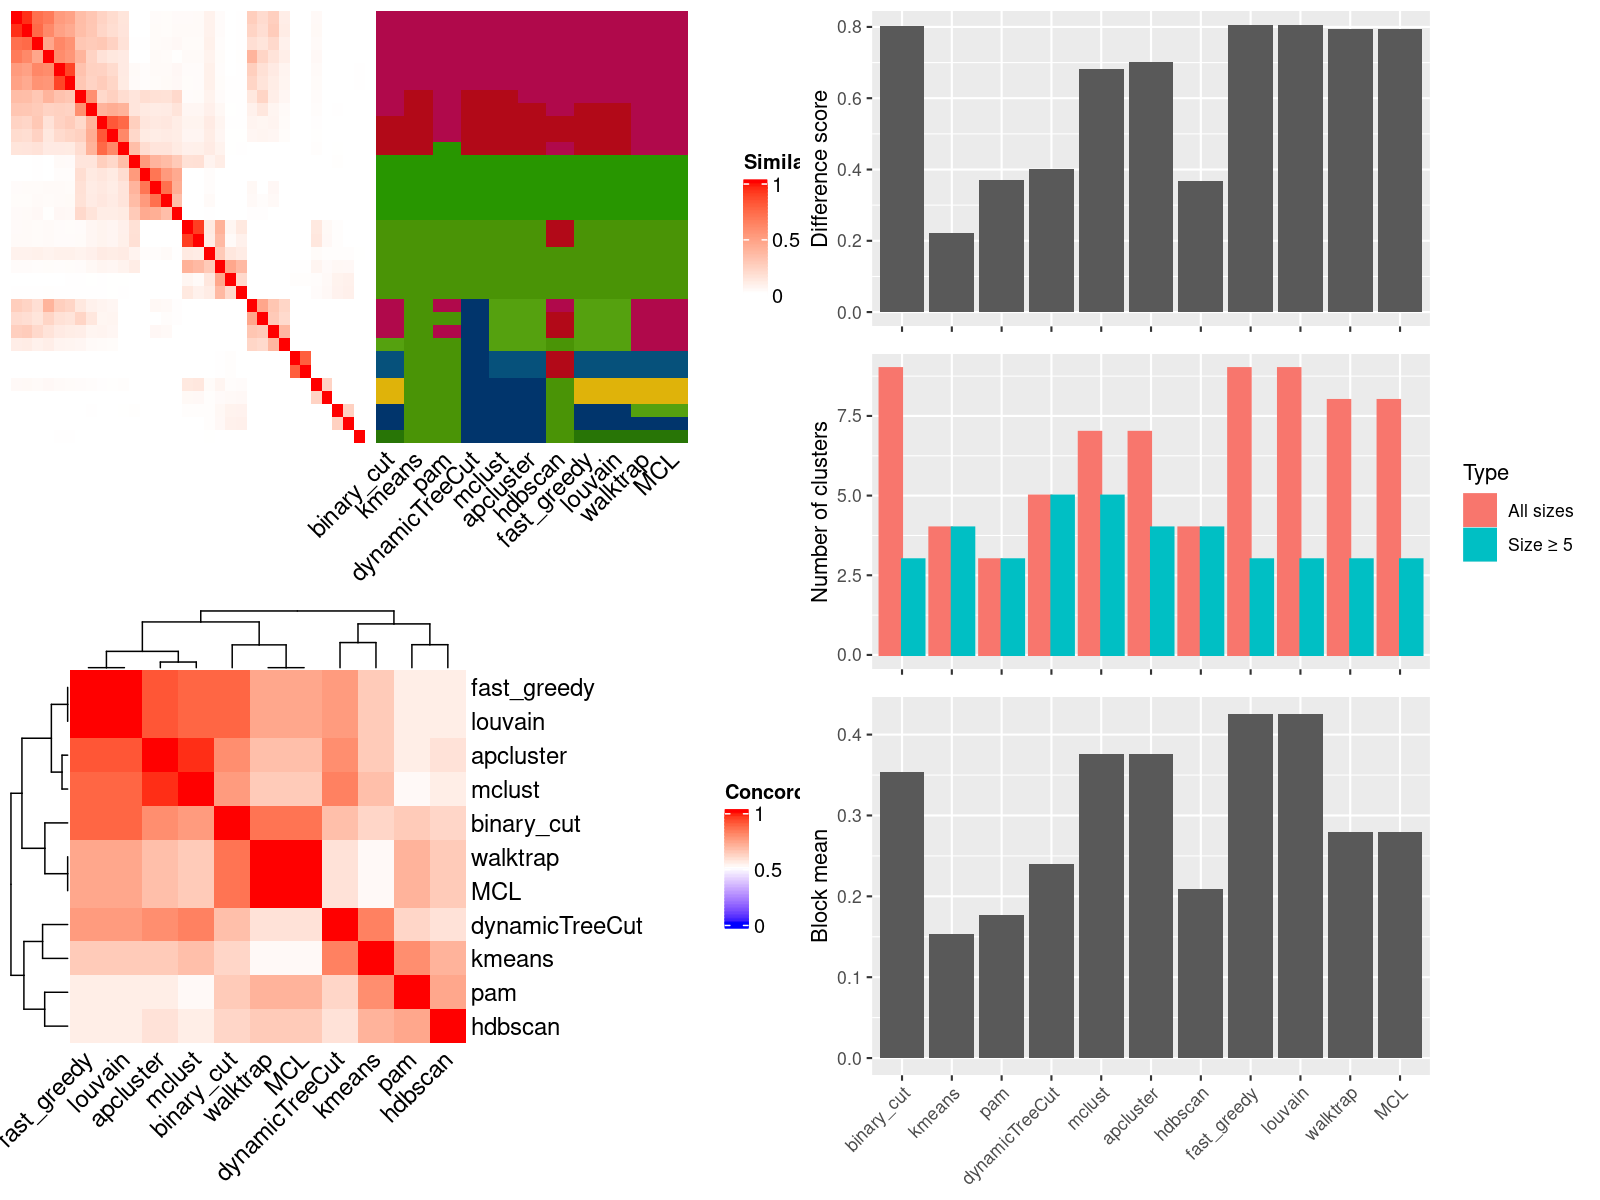 Simila
1
0.5
0
binary_cut
kmeans
pam
dynamicTreeCut
mclust
apcluster
hdbscan
fast_greedy
louvain
walktrap
MCL
fast_greedy
louvain
apcluster
mclust
binary_cut
walktrap
MCL
dynamicTreeCut
kmeans
pam
hdbscan
Concord
1
0.5
0
fast_greedy
louvain
apcluster
mclust
binary_cut
walktrap
MCL
dynamicTreeCut
kmeans
pam
hdbscan
Difference score
0.8
0.6
0.4
0.2
0.0
Number of clusters
7.5
5.0
2.5
0.0
Type
All sizes
Size ≥ 5
Block mean
0.4
0.3
0.2
0.1
0.0
binary_cut
kmeans
pam
dynamicTreeCut
mclust
apcluster
hdbscan
fast_greedy
louvain
walktrap
MCL